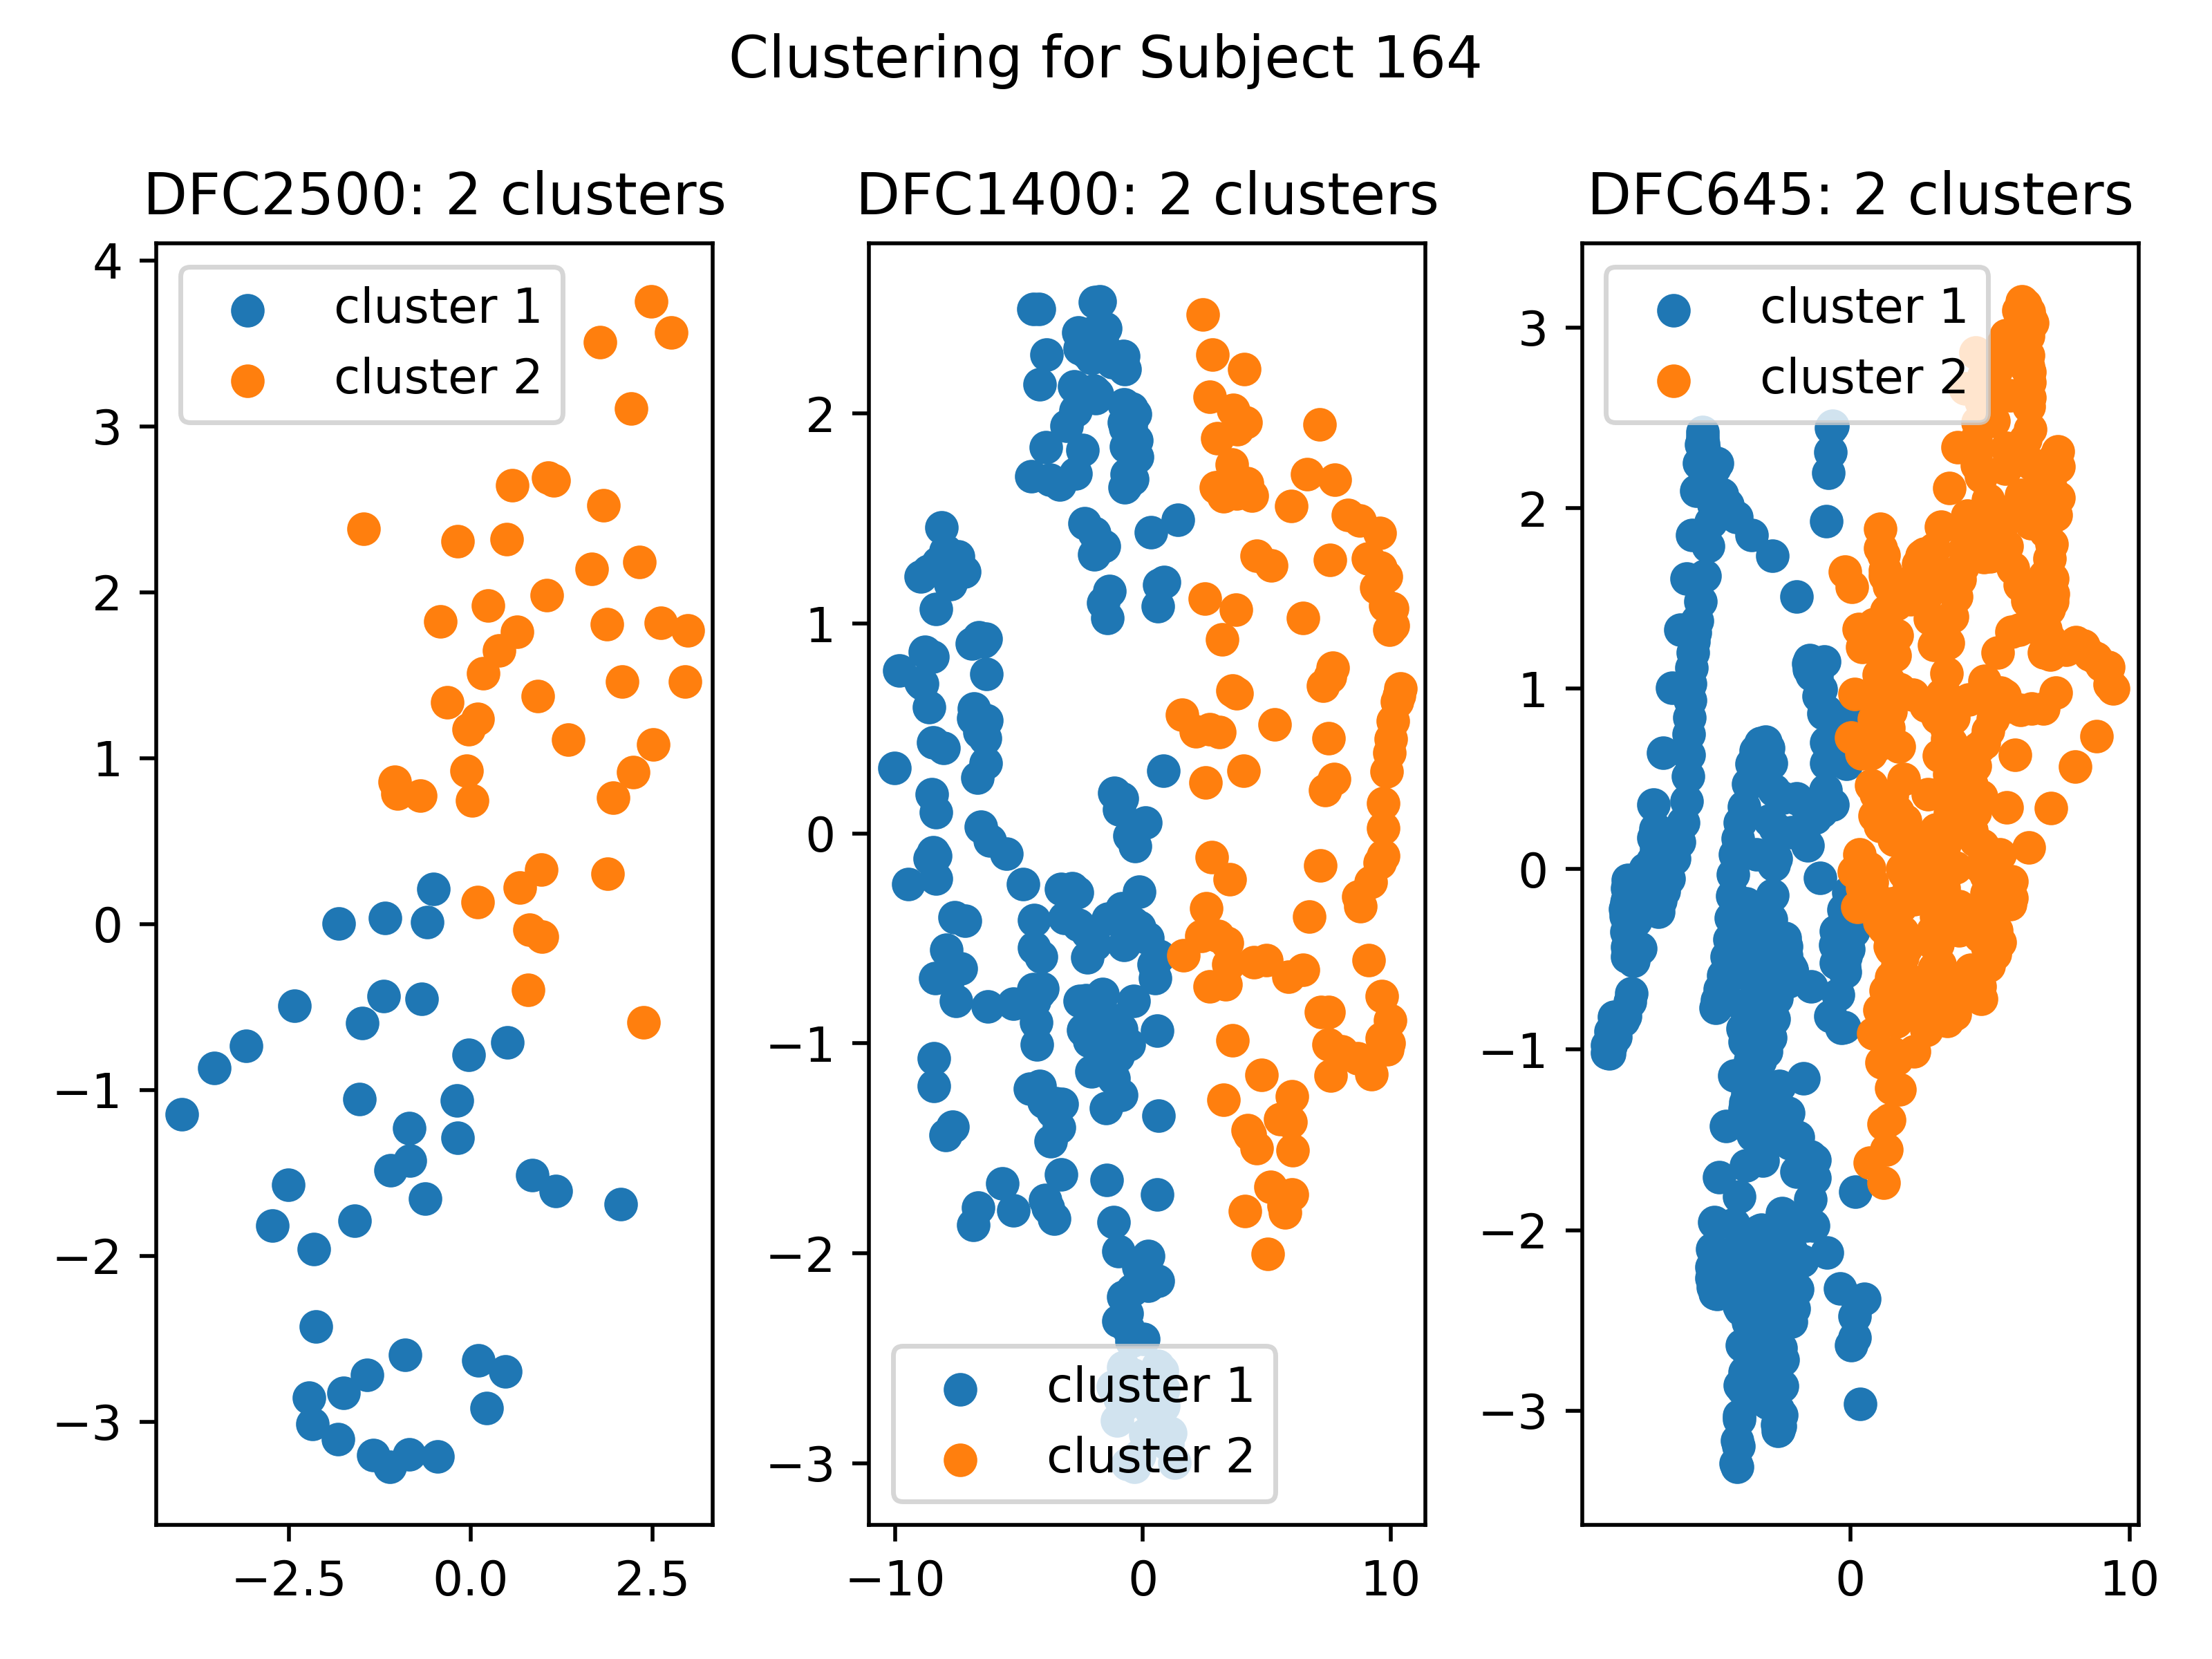 Clustering for Subject 164
DFC2500: 2 clusters
cluster 1
cluster 2
4
3
2
1
0
−1
−2
−3
−2.5 0.0 2.5
DFC1400: 2 clusters
2
1
0
−1
−2
−3
cluster 1
cluster 2
−10 0 10
DFC645: 2 clusters
cluster 1
cluster 2
3
2
1
0
−1
−2
−3
0 10